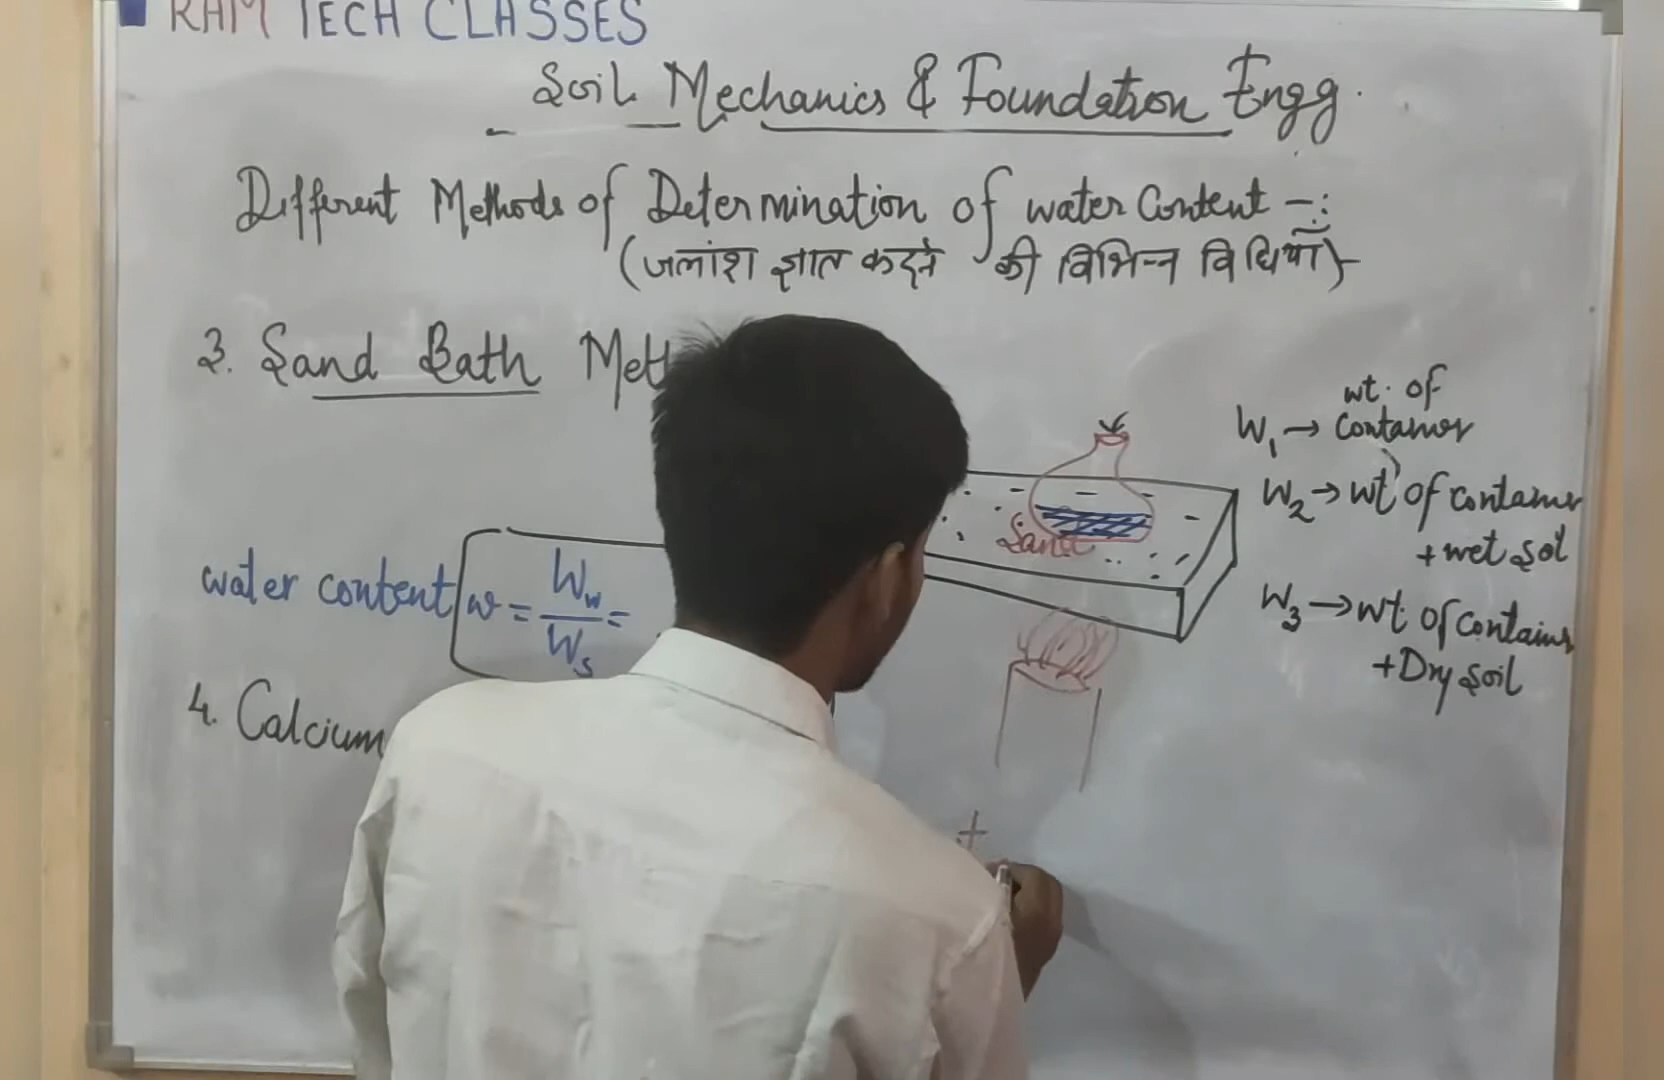 RAM TECH CLASSES
Soil Mechanics & Foundation Engg.
Different Methods of Determination of water Content -:
(जलांश ज्ञात करने की विभिन्न विधियाँ)
3. Sand Bath
W₁ → wt. of Container
W₂ → wt of container
+ wet soil
W₃ → wt. of container
+ Dry soil
Sand
water content w = Ww/Ws =
4. Calcium
+